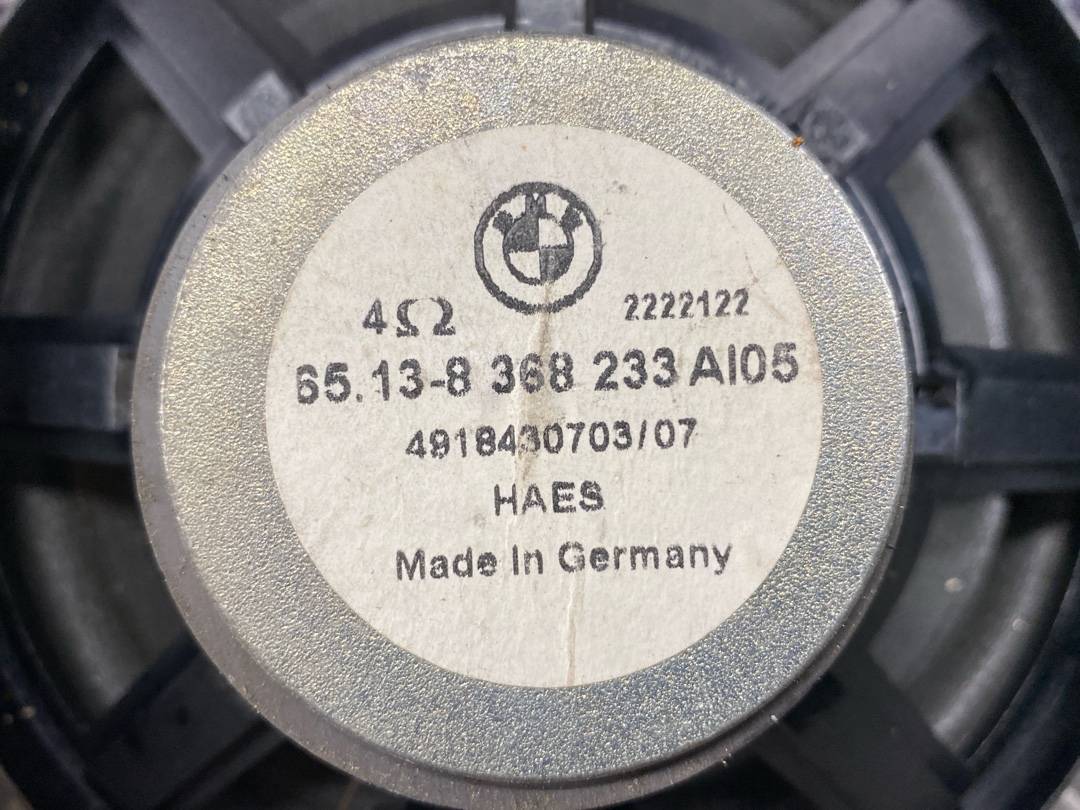 4Ω 2222122
65.13-8 368 233 AI05
4918430703/07
HAES
Made In Germany